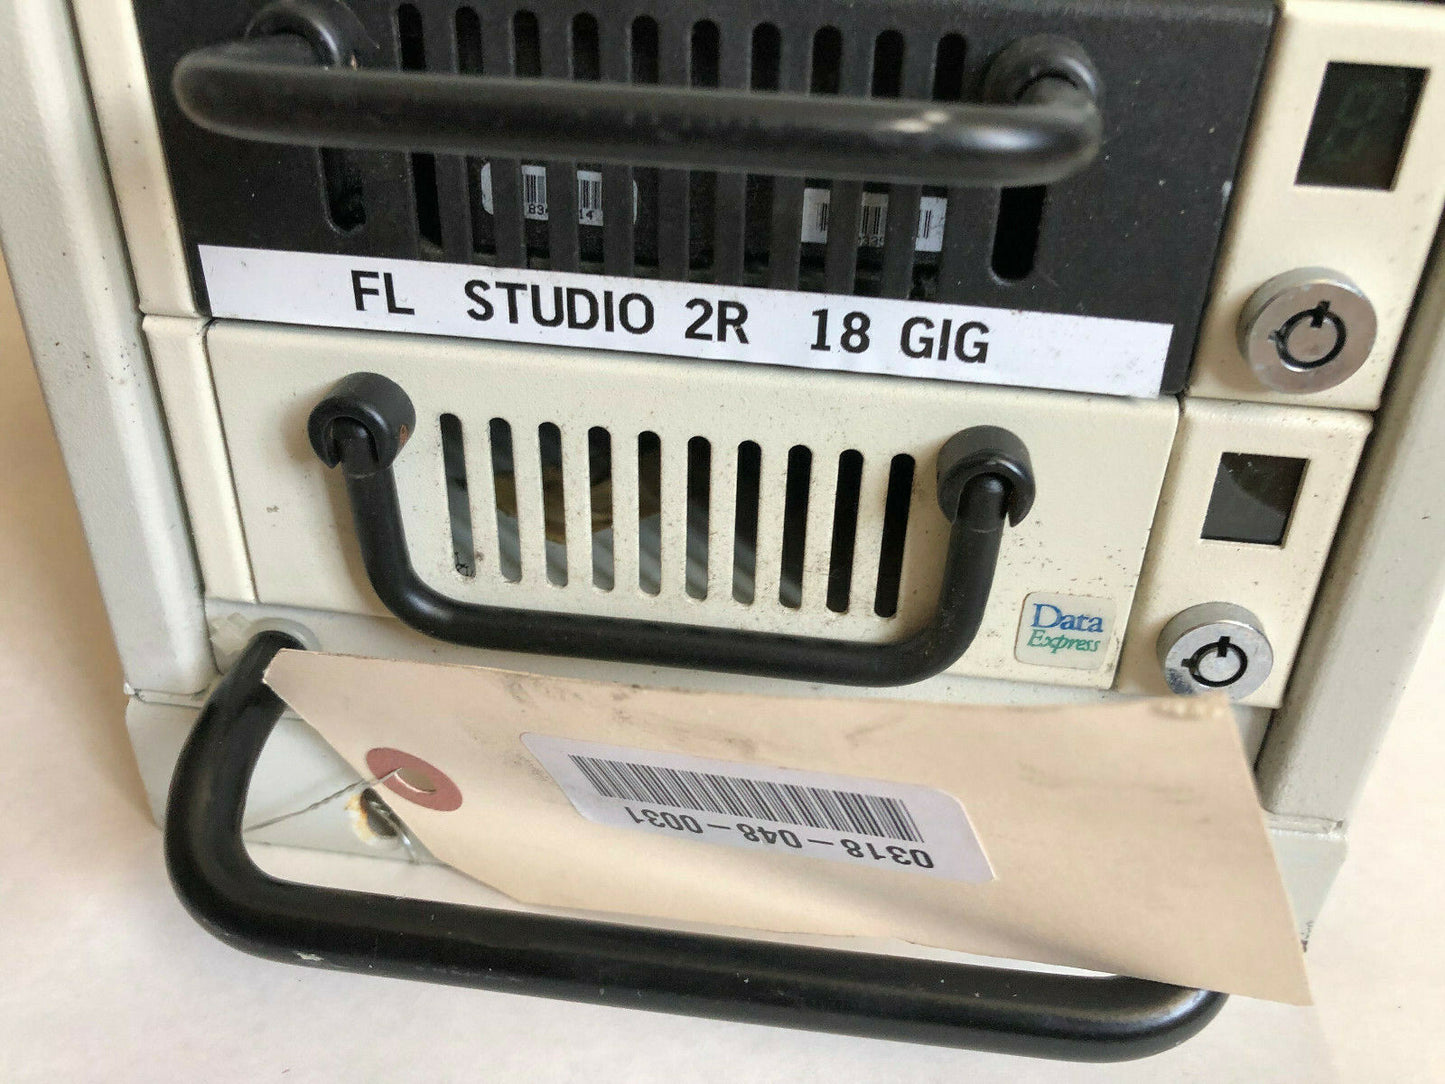 FL STUDIO 2R 18 GIG
Data
Express
0318-048-0031